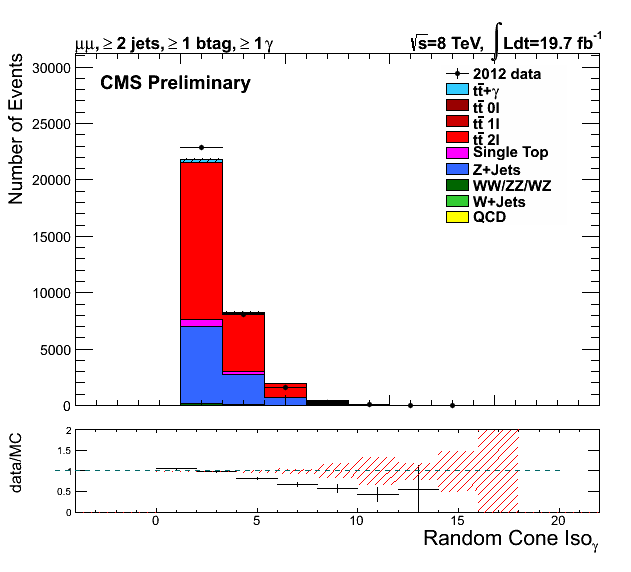 μμ, ≥ 2 jets, ≥ 1 btag, ≥ 1 γ
√s=8 TeV, ∫Ldt=19.7 fb⁻¹
CMS Preliminary
2012 data
tt̄+γ
tt̄ 0l
tt̄ 1l
tt̄ 2l
Single Top
Z+Jets
WW/ZZ/WZ
W+Jets
QCD
Number of Events
30000
25000
20000
15000
10000
5000
0
data/MC
2
1.5
1
0.5
0
0 5 10 15 20
Random Cone Iso_γ